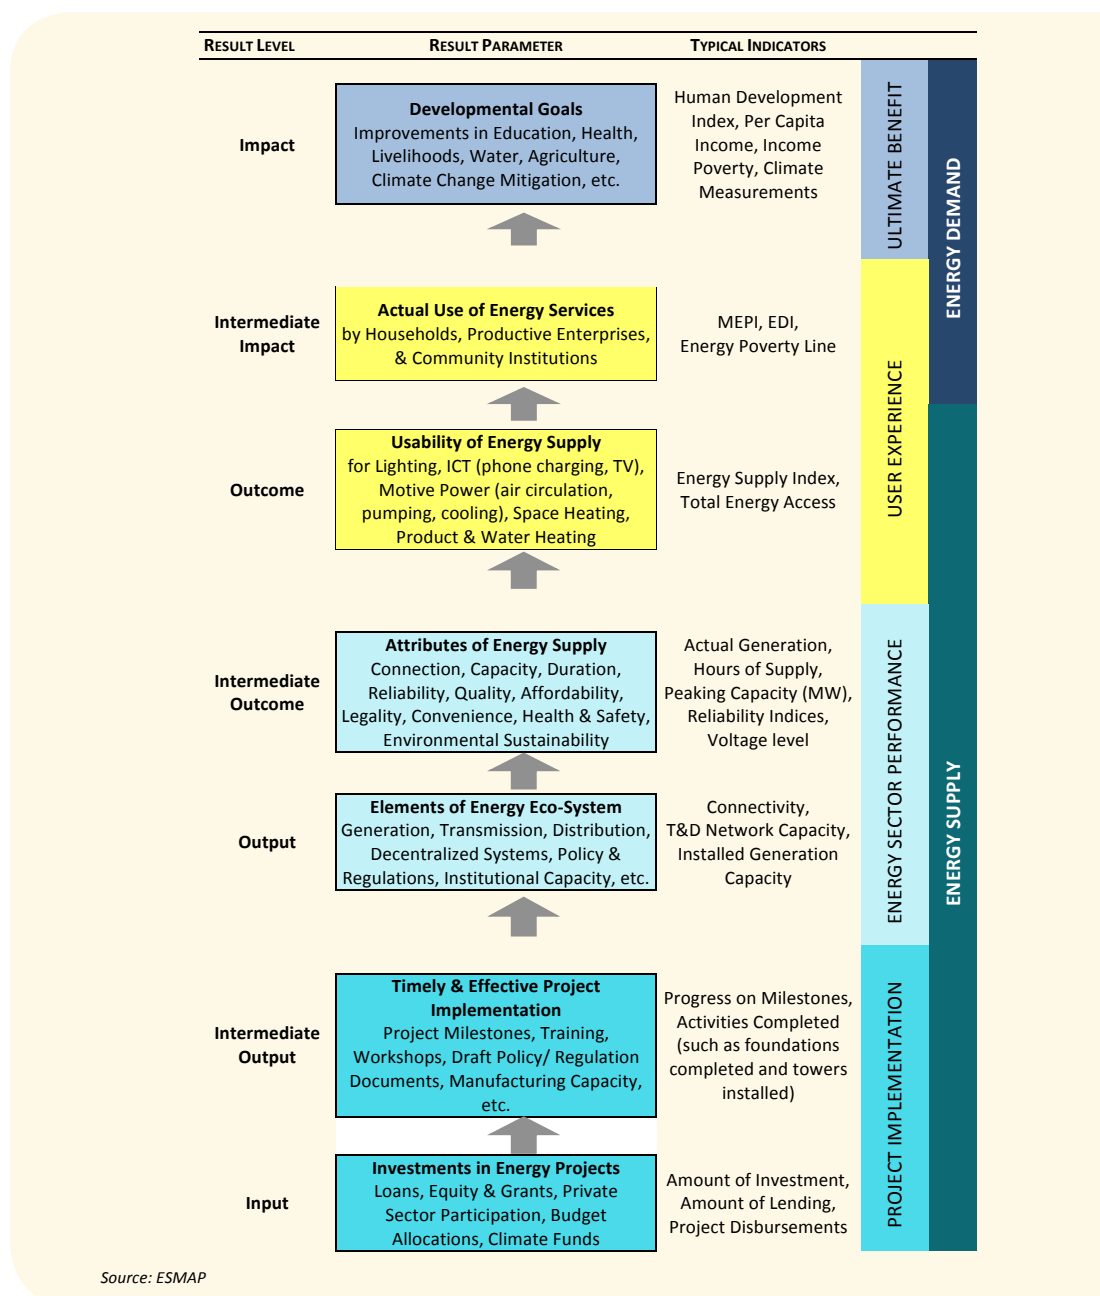 RESULT LEVEL
RESULT PARAMETER
TYPICAL INDICATORS
Impact
Developmental Goals
Improvements in Education, Health,
Livelihoods, Water, Agriculture,
Climate Change Mitigation, etc.
Human Development
Index, Per Capita
Income, Income
Poverty, Climate
Measurements
ULTIMATE BENEFIT
ENERGY DEMAND
Intermediate
Impact
Actual Use of Energy Services
by Households, Productive Enterprises,
& Community Institutions
MEPI, EDI,
Energy Poverty Line
USER EXPERIENCE
Outcome
Usability of Energy Supply
for Lighting, ICT (phone charging, TV),
Motive Power (air circulation,
pumping, cooling), Space Heating,
Product & Water Heating
Energy Supply Index,
Total Energy Access
Intermediate
Outcome
Attributes of Energy Supply
Connection, Capacity, Duration,
Reliability, Quality, Affordability,
Legality, Convenience, Health & Safety,
Environmental Sustainability
Actual Generation,
Hours of Supply,
Peaking Capacity (MW),
Reliability Indices,
Voltage level
ENERGY SECTOR PERFORMANCE
ENERGY SUPPLY
Output
Elements of Energy Eco-System
Generation, Transmission, Distribution,
Decentralized Systems, Policy &
Regulations, Institutional Capacity, etc.
Connectivity,
T&D Network Capacity,
Installed Generation
Capacity
Intermediate
Output
Timely & Effective Project
Implementation
Project Milestones, Training,
Workshops, Draft Policy/ Regulation
Documents, Manufacturing Capacity,
etc.
Progress on Milestones,
Activities Completed
(such as foundations
completed and towers
installed)
PROJECT IMPLEMENTATION
Input
Investments in Energy Projects
Loans, Equity & Grants, Private
Sector Participation, Budget
Allocations, Climate Funds
Amount of Investment,
Amount of Lending,
Project Disbursements
Source: ESMAP